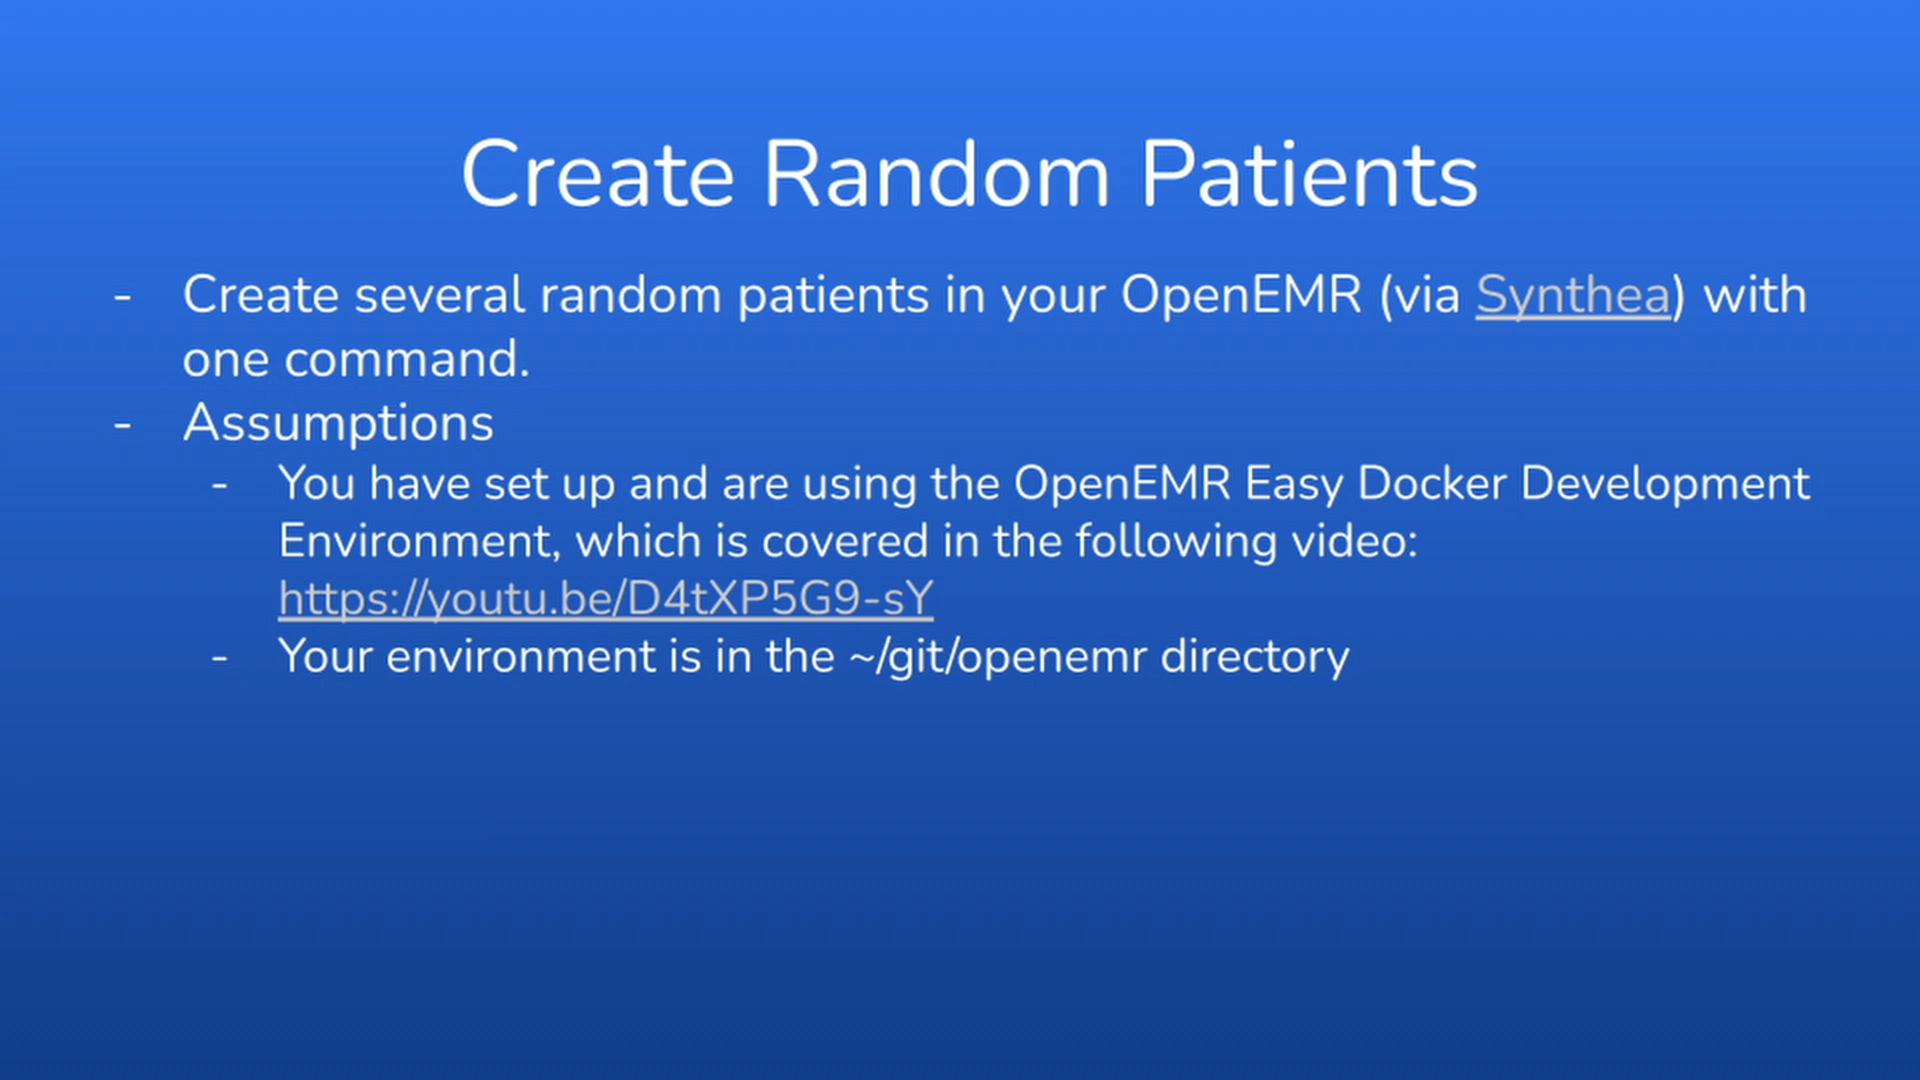 Create Random Patients
- Create several random patients in your OpenEMR (via Synthea) with
one command.
- Assumptions
- You have set up and are using the OpenEMR Easy Docker Development
Environment, which is covered in the following video:
https://youtu.be/D4tXP5G9-sY
- Your environment is in the ~/git/openemr directory